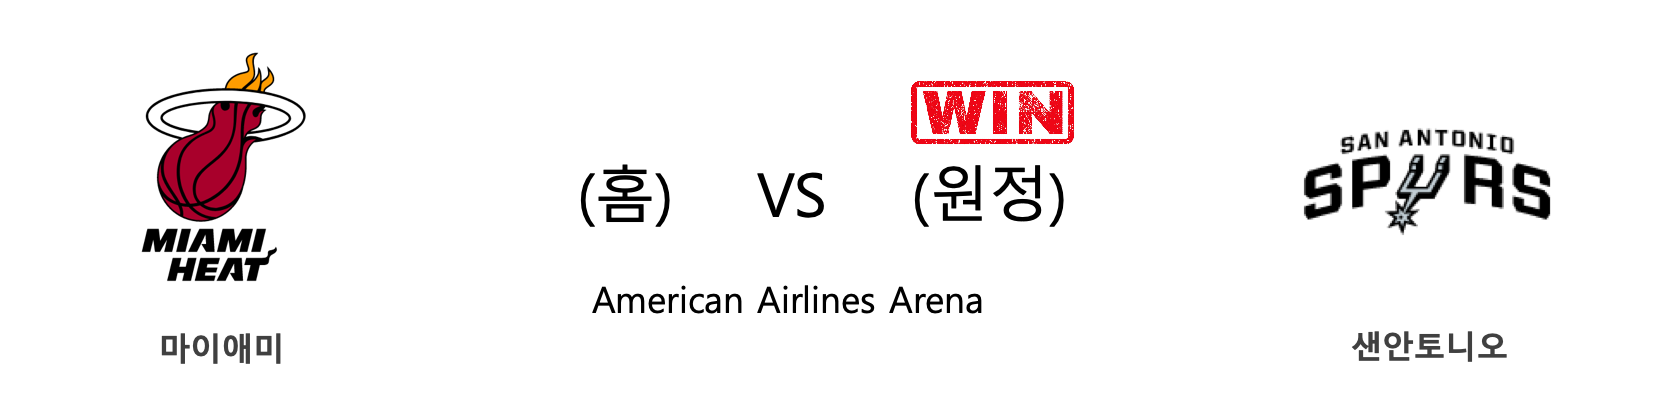 MIAMI
HEAT
마이애미
WIN
(홈) VS (원정)
American Airlines Arena
SAN ANTONIO
SPURS
샌안토니오